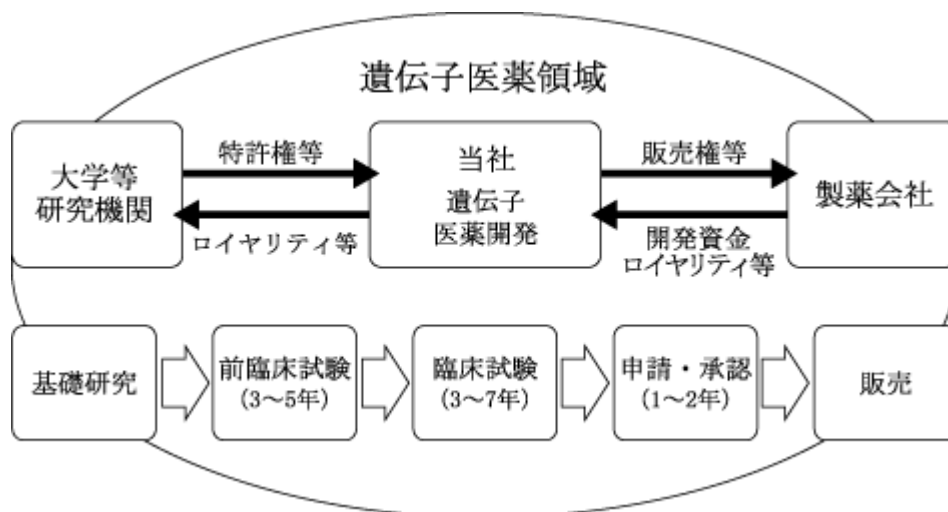 遺伝子医薬領域
大学等
研究機関
特許権等
ロイヤリティ等
当社
遺伝子
医薬開発
販売権等
開発資金
ロイヤリティ等
製薬会社
基礎研究
前臨床試験
(3～5年)
臨床試験
(3～7年)
申請・承認
(1～2年)
販売